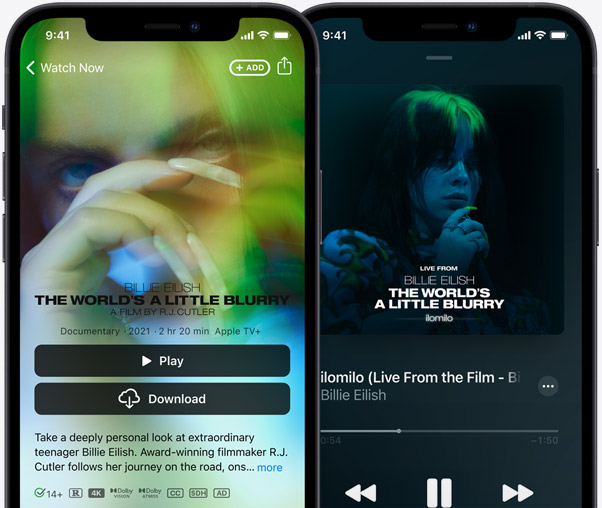 9:41
Watch Now
+ ADD
BILLIE EILISH
THE WORLD'S A LITTLE BLURRY
A FILM BY R.J. CUTLER
Documentary · 2021 · 2 hr 20 min Apple TV+
Play
Download
Take a deeply personal look at extraordinary
teenager Billie Eilish. Award-winning filmmaker R.J.
Cutler follows her journey on the road, ons... more
14+ R 4K Dolby VISION Dolby ATMOS CC SDH AD
9:41
LIVE FROM
BILLIE EILISH
THE WORLD'S
A LITTLE BLURRY
ilomilo
ilomilo (Live From the Film - Bi
Billie Eilish
0:54
-1:50